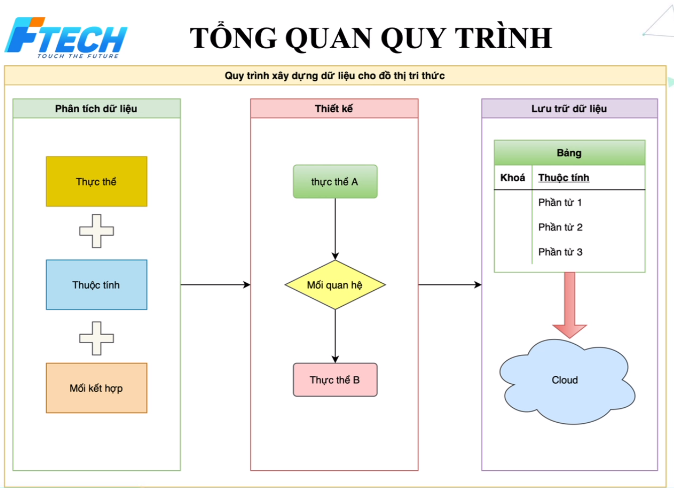 FTECH
TOUCH THE FUTURE
TỔNG QUAN QUY TRÌNH
Quy trình xây dựng dữ liệu cho đồ thị tri thức
Phân tích dữ liệu
Thực thể
Thuộc tính
Mối kết hợp
Thiết kế
thực thể A
Mối quan hệ
Thực thể B
Lưu trữ dữ liệu
Bảng
Khoá Thuộc tính
Phần tử 1
Phần tử 2
Phần tử 3
Cloud